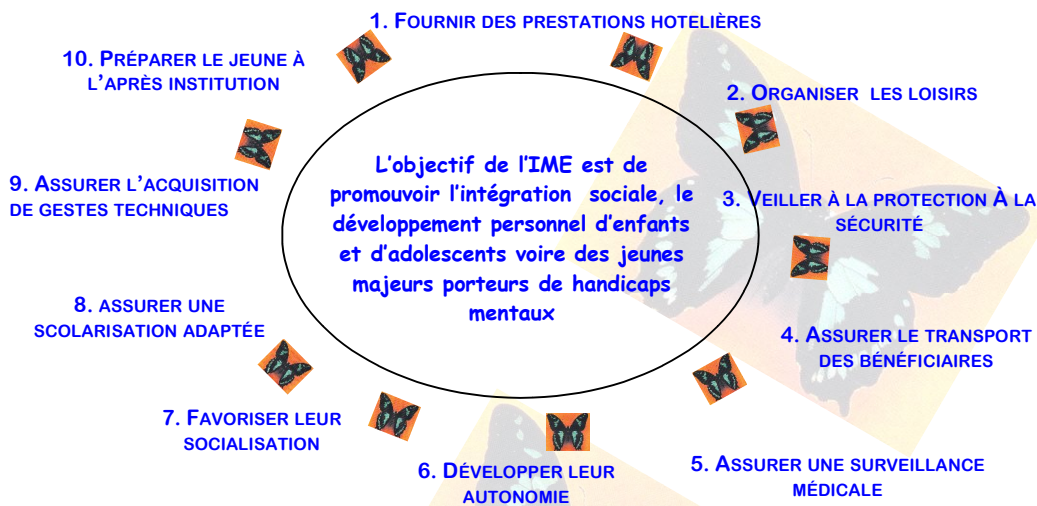 1. FOURNIR DES PRESTATIONS HOTELIÈRES
2. ORGANISER LES LOISIRS
3. VEILLER À LA PROTECTION À LA
SÉCURITÉ
4. ASSURER LE TRANSPORT
DES BÉNÉFICIAIRES
5. ASSURER UNE SURVEILLANCE
MÉDICALE
6. DÉVELOPPER LEUR
AUTONOMIE
7. FAVORISER LEUR
SOCIALISATION
8. ASSURER UNE
SCOLARISATION ADAPTÉE
9. ASSURER L'ACQUISITION
DE GESTES TECHNIQUES
10. PRÉPARER LE JEUNE À
L'APRÈS INSTITUTION
L'objectif de l'IME est de
promouvoir l'intégration sociale, le
développement personnel d'enfants
et d'adolescents voire des jeunes
majeurs porteurs de handicaps
mentaux